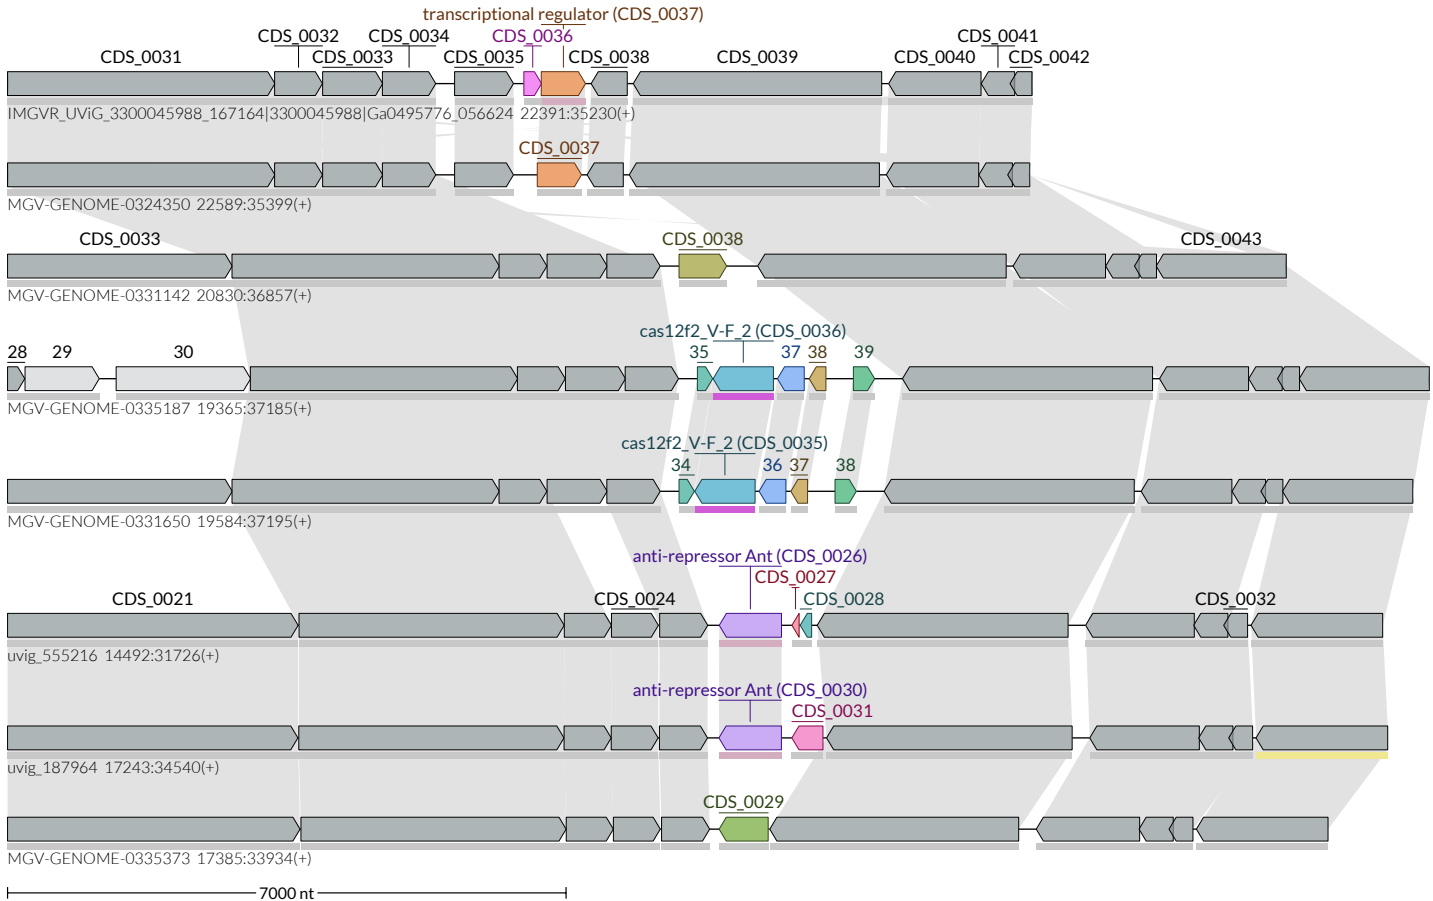 transcriptional regulator (CDS_0037)
CDS_0032 CDS_0034 CDS_0036 CDS_0041
CDS_0031 CDS_0033 CDS_0035 CDS_0038 CDS_0039 CDS_0040 CDS_0042
IMGVR_UViG_3300045988_167164|3300045988|Ga0495776_056624 22391:35230(+)
CDS_0037
MGV-GENOME-0324350 22589:35399(+)
CDS_0033 CDS_0038 CDS_0043
MGV-GENOME-0331142 20830:36857(+)
cas12f2_V-F_2 (CDS_0036)
28 29 30 35 37 38 39
MGV-GENOME-0335187 19365:37185(+)
cas12f2_V-F_2 (CDS_0035)
34 36 37 38
MGV-GENOME-0331650 19584:37195(+)
anti-repressor Ant (CDS_0026)
CDS_0027
CDS_0021 CDS_0024 CDS_0028 CDS_0032
uvig_555216 14492:31726(+)
anti-repressor Ant (CDS_0030)
CDS_0031
uvig_187964 17243:34540(+)
CDS_0029
MGV-GENOME-0335373 17385:33934(+)
7000 nt